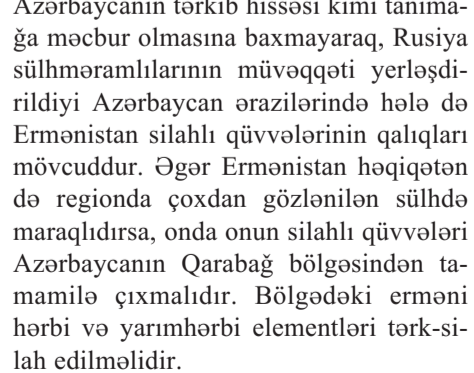 Azərbaycanın tərkib hissəsi kimi tanıma-
ğa məcbur olmasına baxmayaraq, Rusiya
sülhməramlılarının müvəqqəti yerləşdi-
rildiyi Azərbaycan ərazilərində hələ də
Ermənistan silahlı qüvvələrinin qalıqları
mövcuddur. Əgər Ermənistan həqiqətən
də regionda çoxdan gözlənilən sülhdə
maraqlıdırsa, onda onun silahlı qüvvələri
Azərbaycanın Qarabağ bölgəsindən ta-
mamilə çıxmalıdır. Bölgədəki erməni
hərbi və yarımhərbi elementləri tərk-si-
lah edilməlidir.